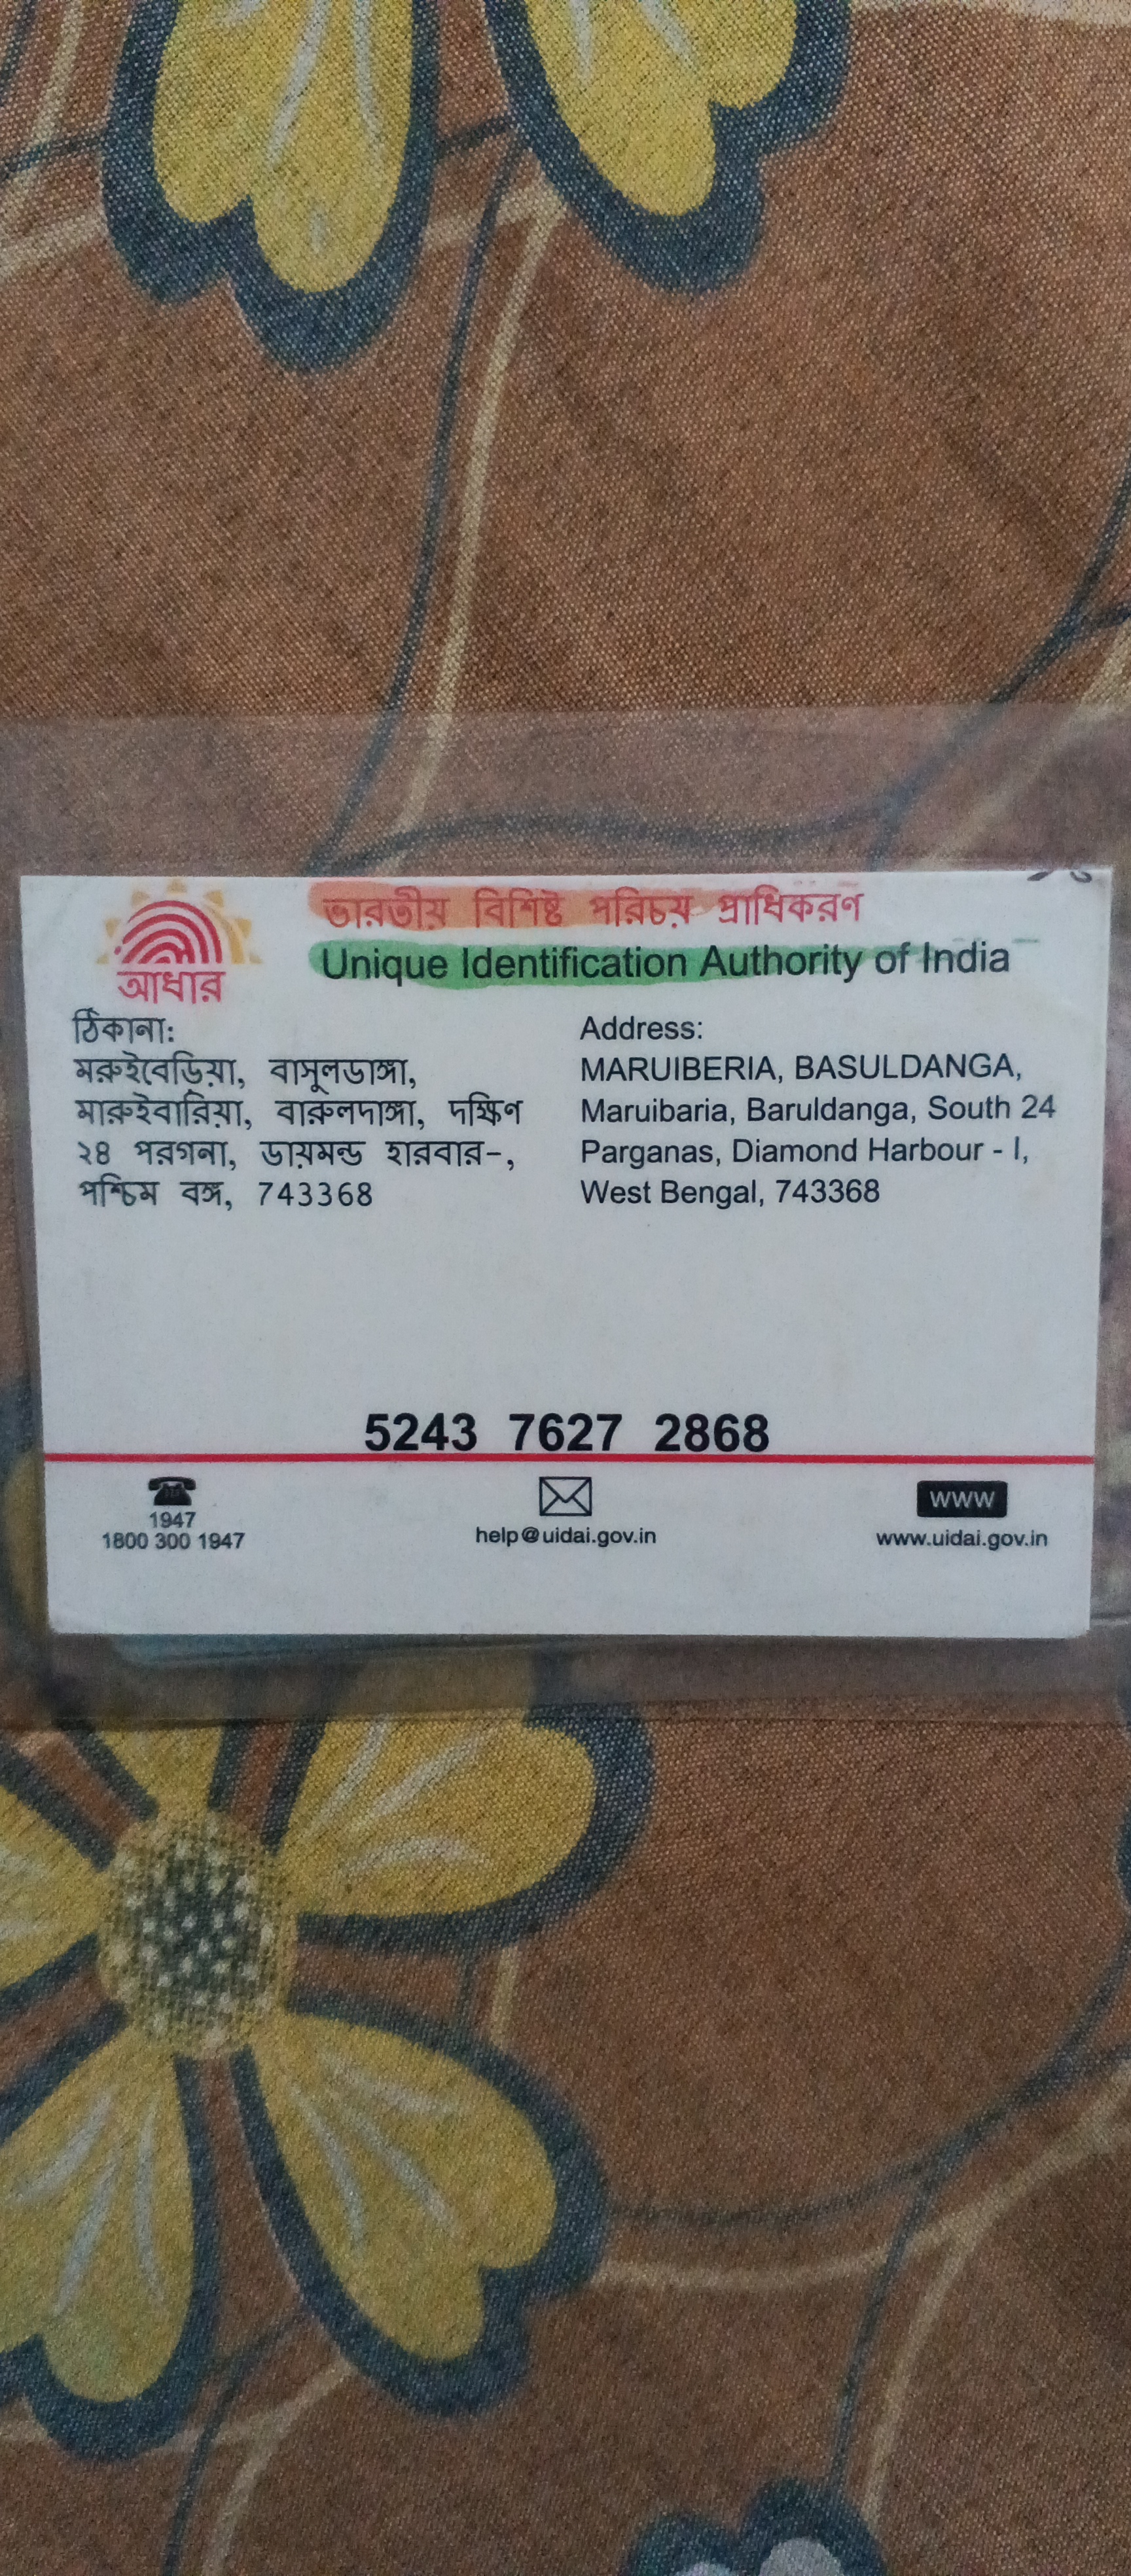 ভারতীয় বিশিষ্ট পরিচয় প্রাধিকরণ
Unique Identification Authority of India
আধার
ঠিকানা:
মরুইবেড়িয়া, বাসুলডাঙ্গা,
মারুইবারিয়া, বারুলদাঙ্গা, দক্ষিণ
২৪ পরগনা, ডায়মন্ড হারবার-,
পশ্চিম বঙ্গ, 743368
Address:
MARUIBERIA, BASULDANGA,
Maruibaria, Baruldanga, South 24
Parganas, Diamond Harbour - I,
West Bengal, 743368
5243 7627 2868
1947
1800 300 1947
help@uidai.gov.in
WWW
www.uidai.gov.in